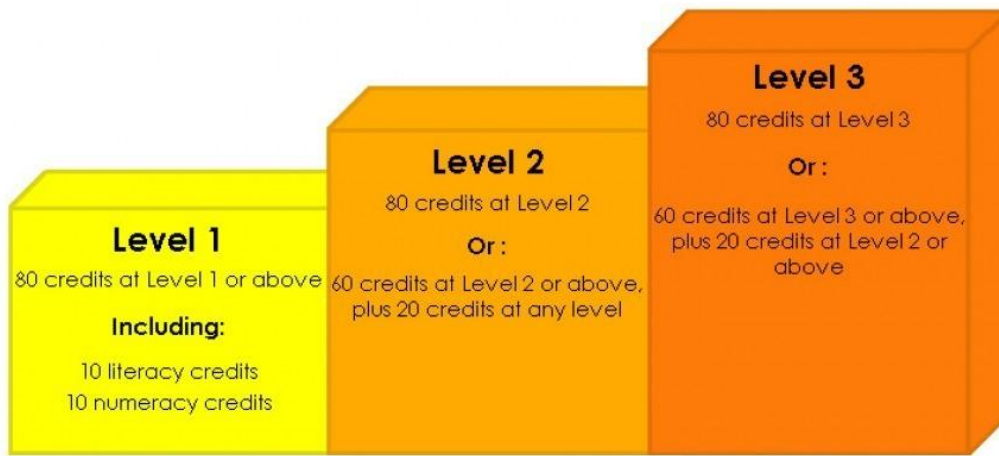 Level 1
80 credits at Level 1 or above
Including:
10 literacy credits
10 numeracy credits
Level 2
80 credits at Level 2
Or :
60 credits at Level 2 or above,
plus 20 credits at any level
Level 3
80 credits at Level 3
Or :
60 credits at Level 3 or above,
plus 20 credits at Level 2 or
above